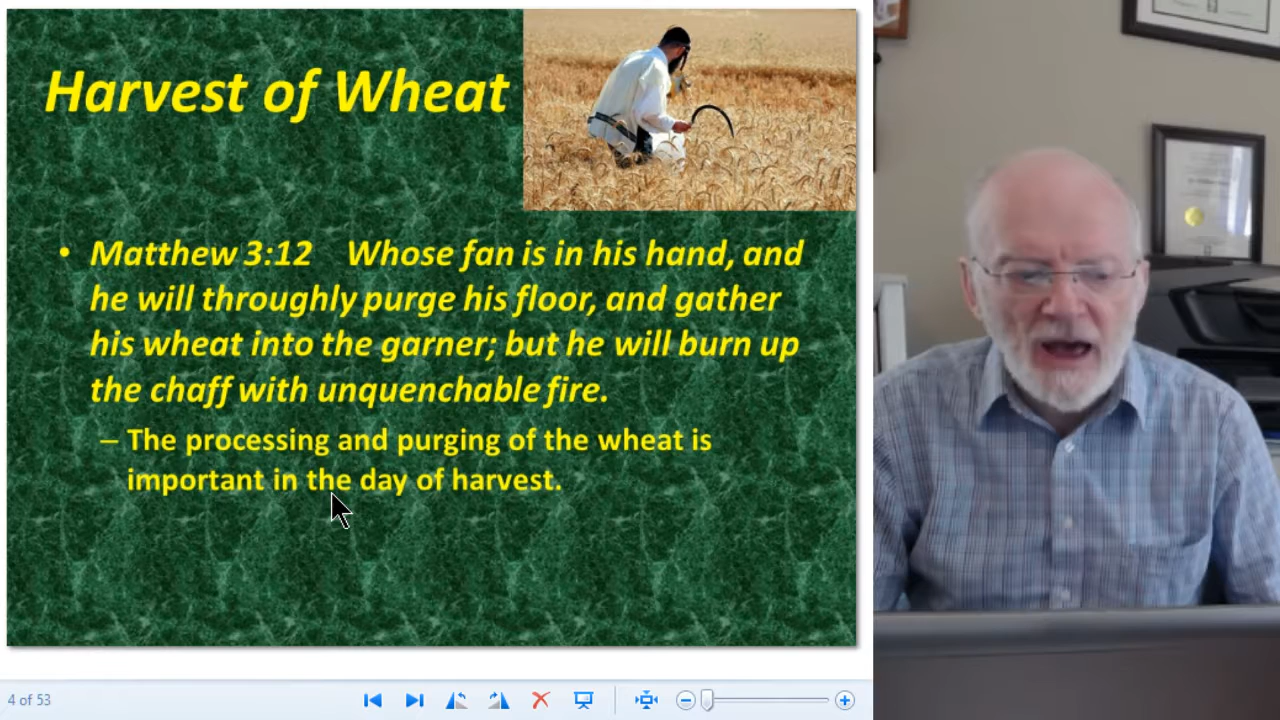 Harvest of Wheat
• Matthew 3:12 Whose fan is in his hand, and
he will throughly purge his floor, and gather
his wheat into the garner; but he will burn up
the chaff with unquenchable fire.
– The processing and purging of the wheat is
important in the day of harvest.
4 of 53